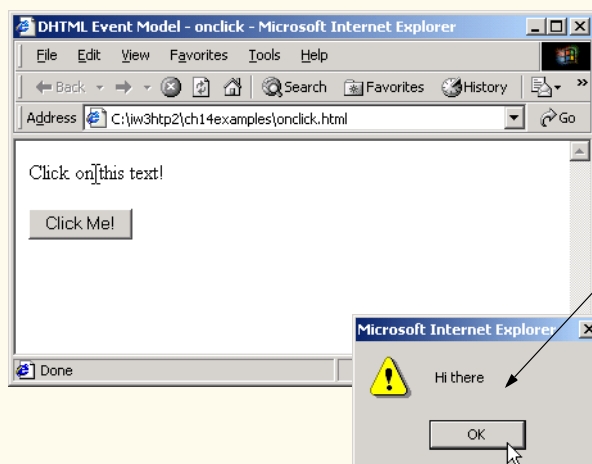 DHTML Event Model - onclick - Microsoft Internet Explorer
File Edit View Favorites Tools Help
Back Search Favorites History »
Address C:\iw3htp2\ch14examples\onclick.html Go
Click on this text!
Click Me!
Microsoft Internet Explorer
Done
Hi there
OK